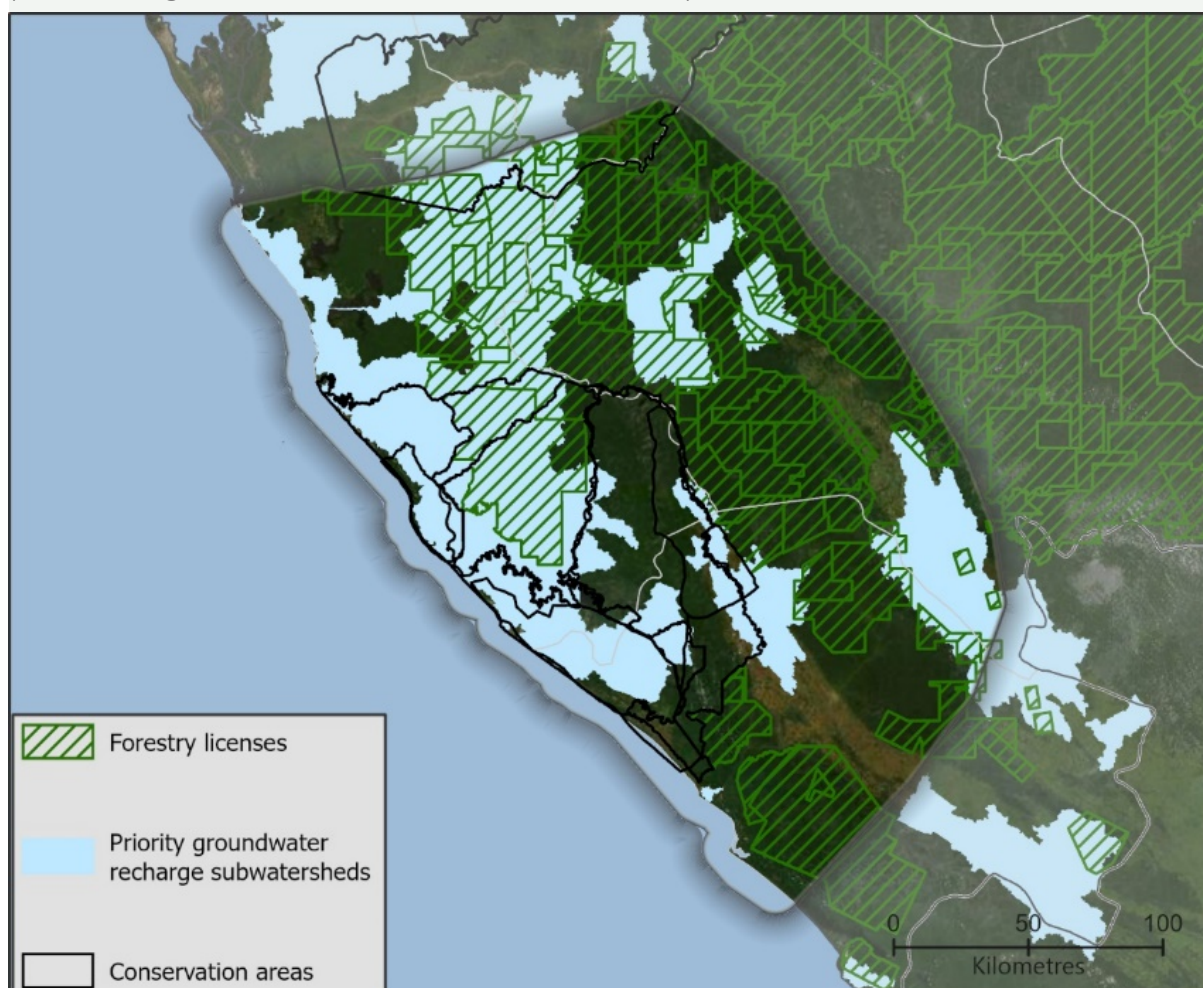 Forestry licenses
Priority groundwater
recharge subwatersheds
Conservation areas
0 50 100
Kilometres